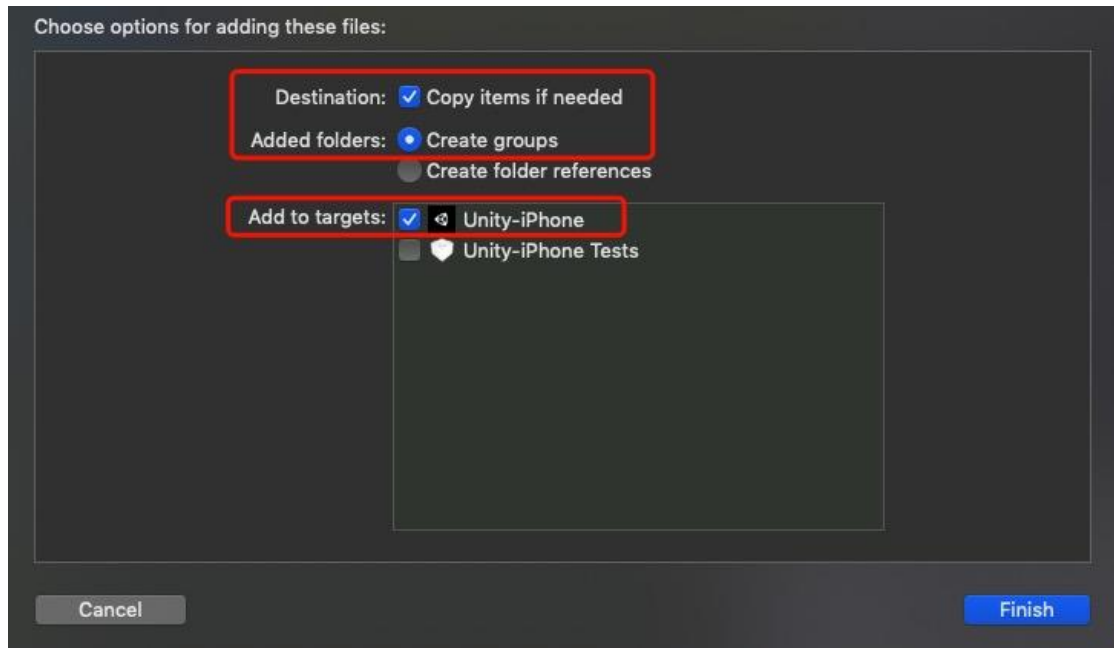 Choose options for adding these files:
Destination: Copy items if needed
Added folders: Create groups
Create folder references
Add to targets: Unity-iPhone
Unity-iPhone Tests
Cancel Finish